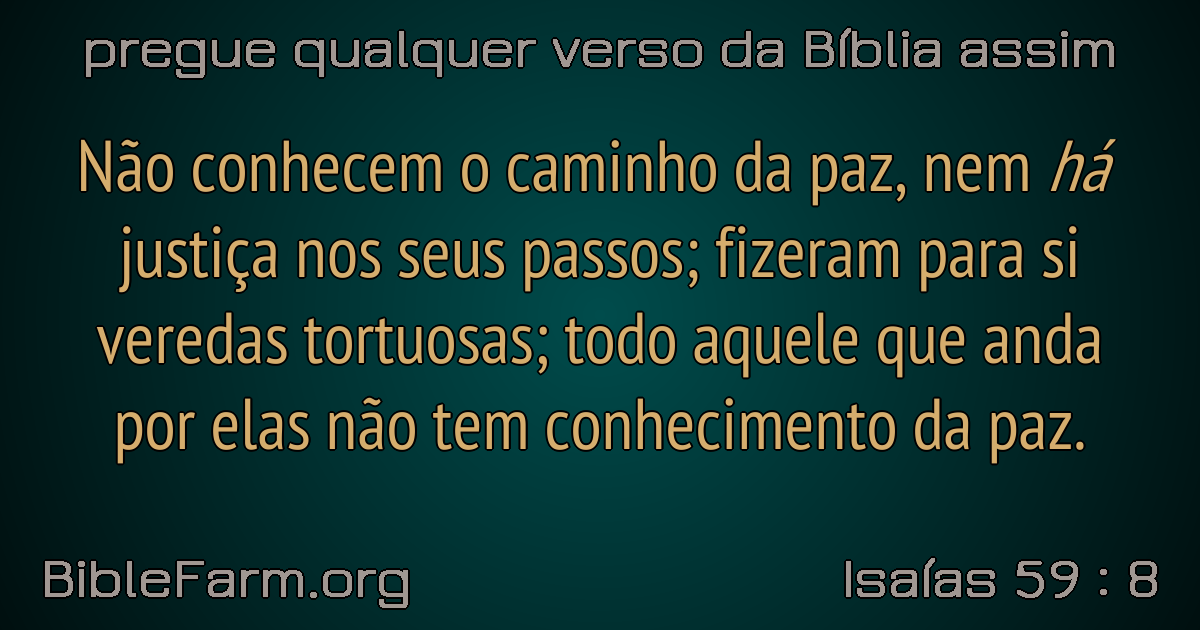 pregue qualquer verso da Bíblia assim
Não conhecem o caminho da paz, nem há
justiça nos seus passos; fizeram para si
veredas tortuosas; todo aquele que anda
por elas não tem conhecimento da paz.
BibleFarm.org
Isaías 59 : 8